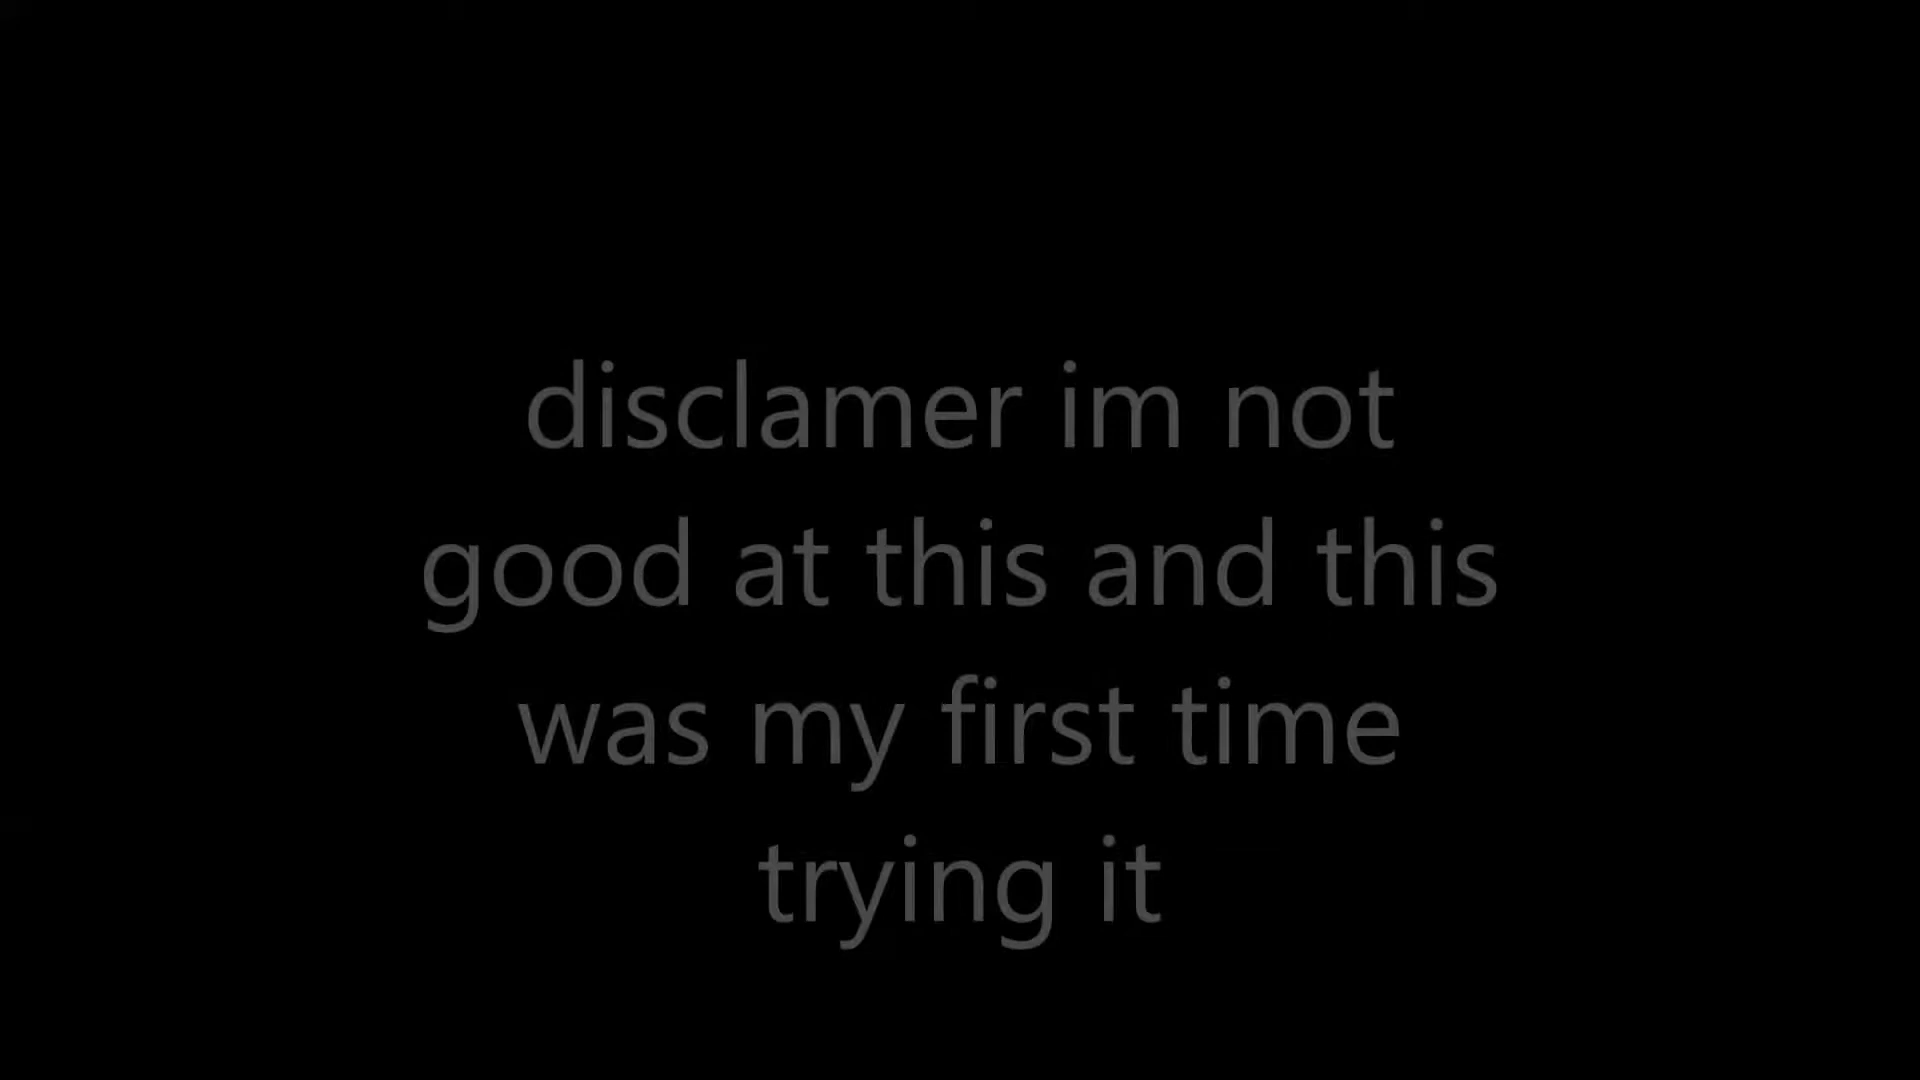 disclamer im not
good at this and this
was my first time
trying it